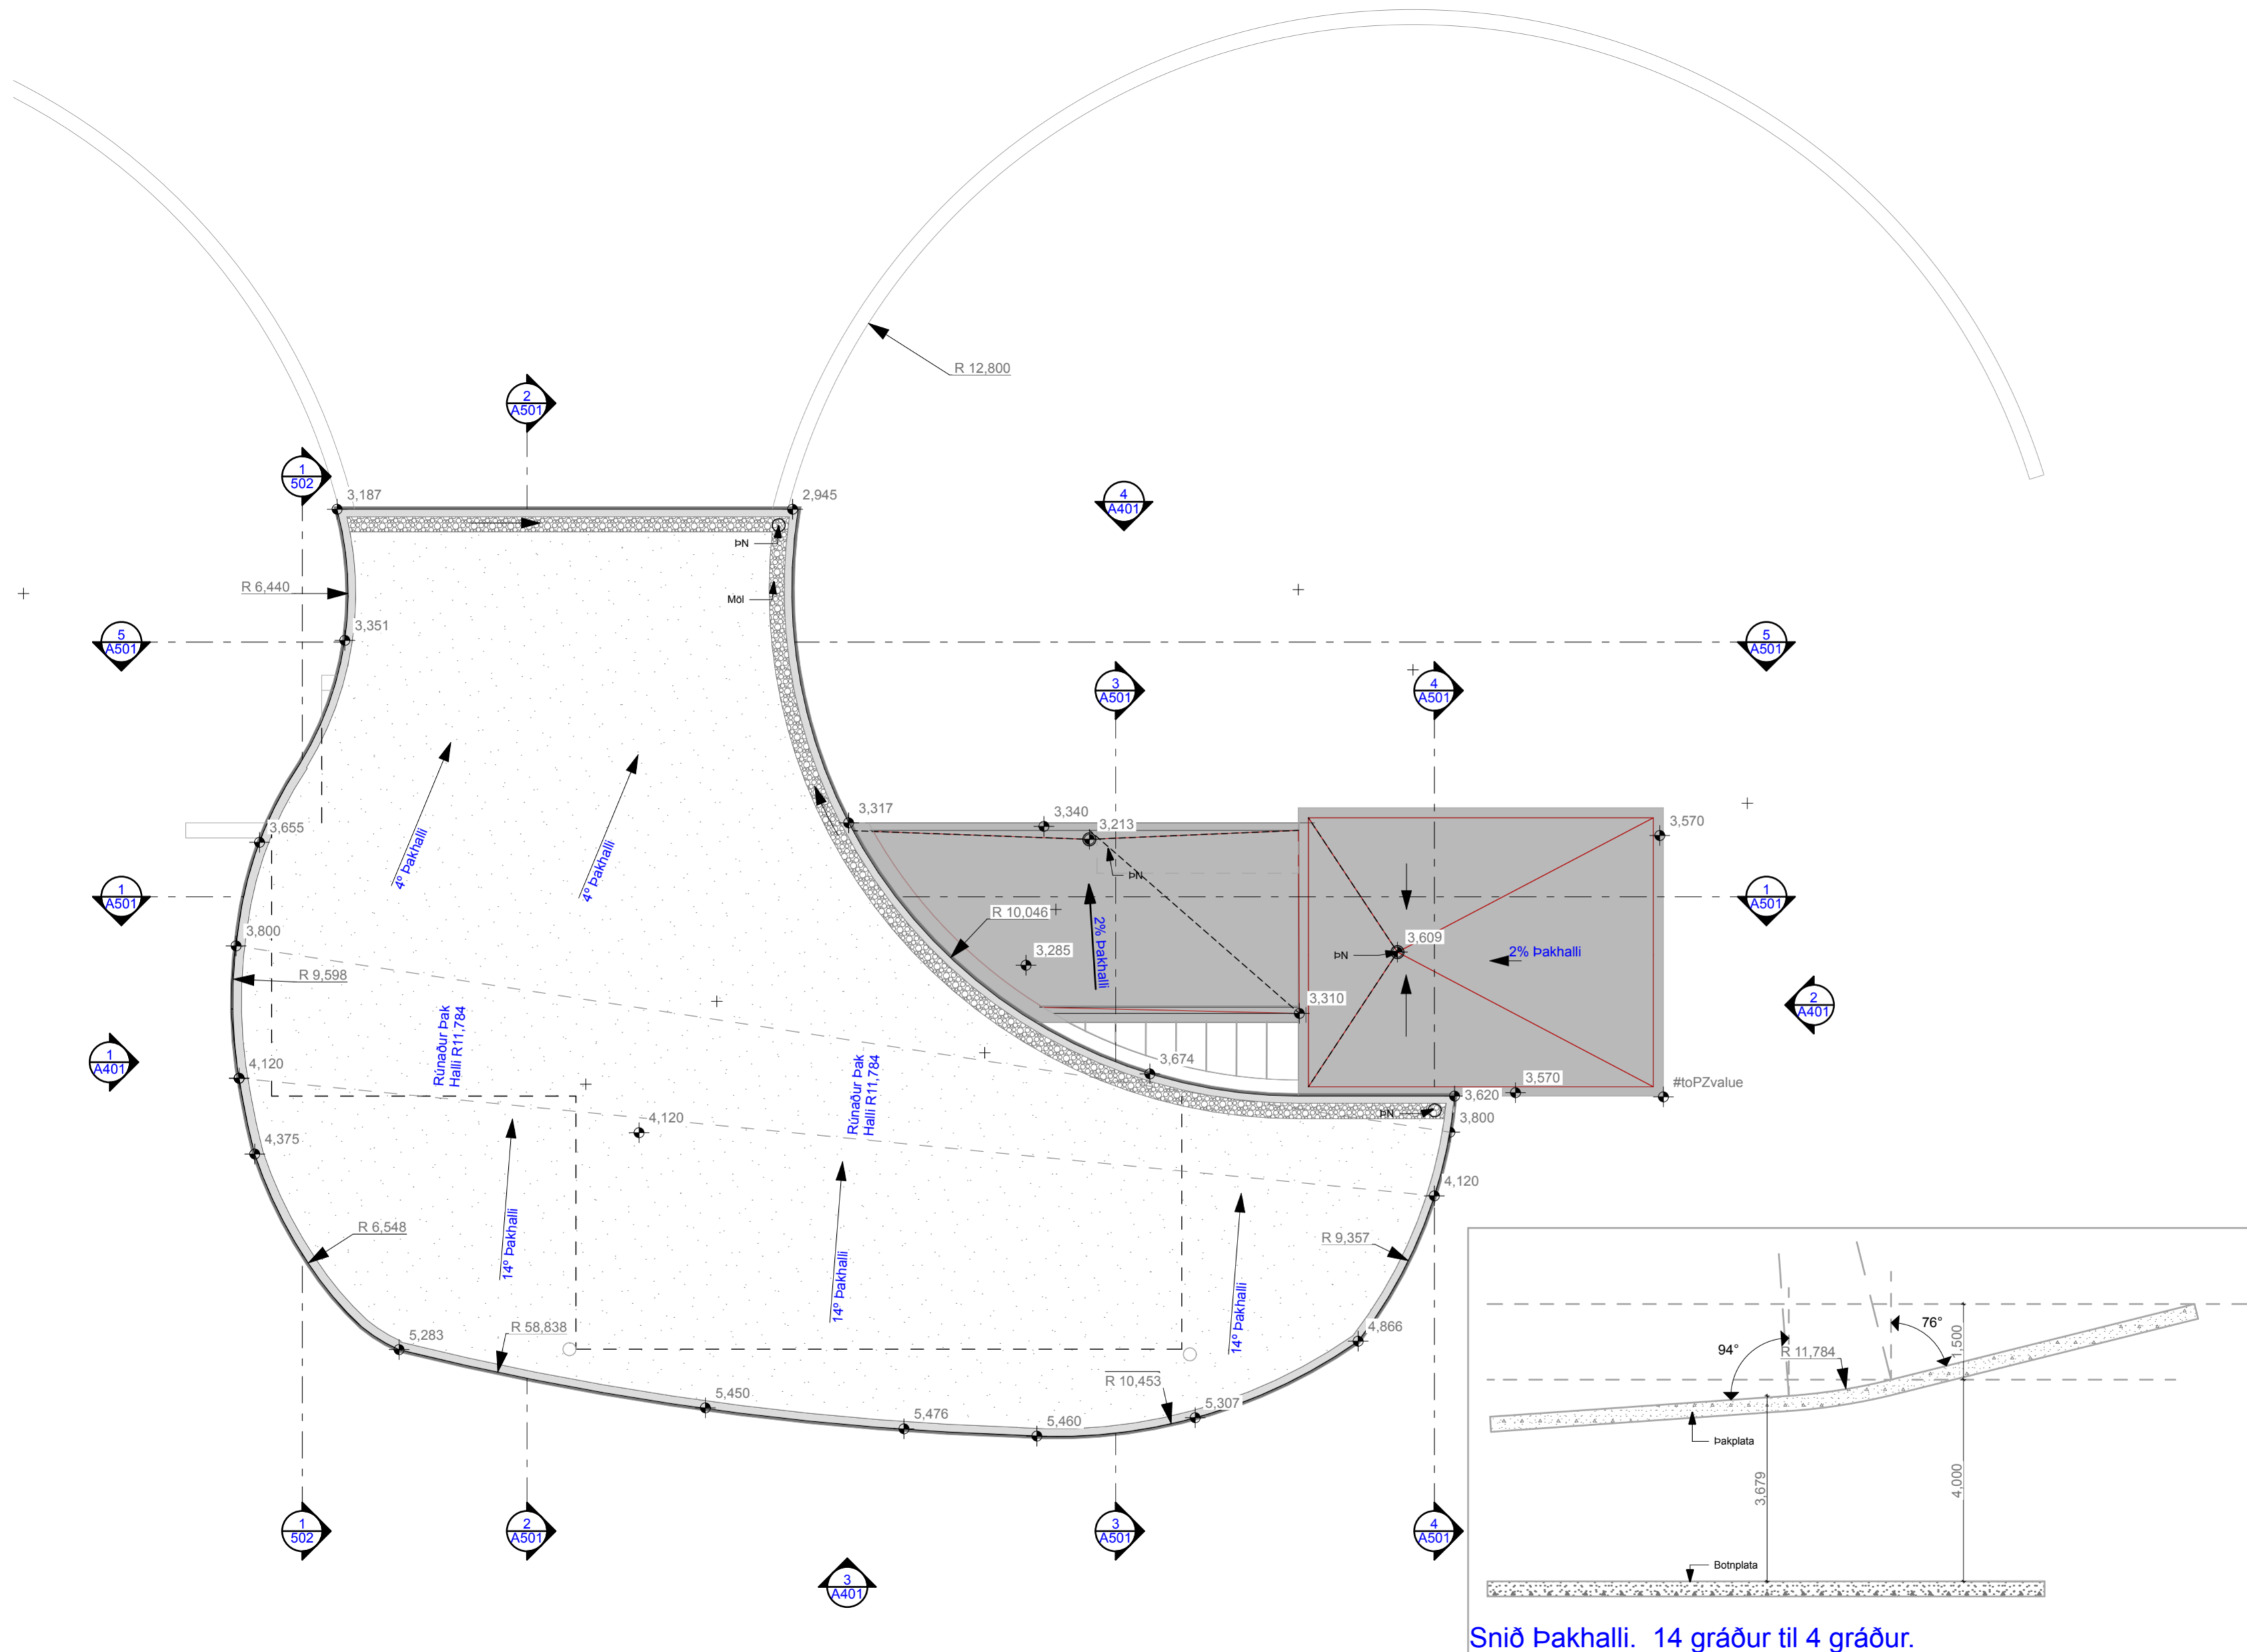 R 12,800
2
A501
1
502
3,187
2,945
4
A401
ÞN
R 6,440
Möl
3,351
5
A501
5
A501
3
A501
4
A501
3,317
3,340
3,213
3,570
3,655
4º Þakhalli
4º Þakhalli
ÞN
1
A501
1
A501
R 10,046
2% Þakhalli
3,800
3,285
3,609
ÞN
2% Þakhalli
R 9,598
3,310
2
A401
Rúnaður Þak
Halli R11,784
Rúnaður Þak
Halli R11,784
1
A401
4,120
3,674
3,570
#toPZvalue
3,620
ÞN
3,800
4,120
4,375
4,120
14º Þakhalli
14º Þakhalli
14º Þakhalli
R 6,548
R 9,357
5,283
R 58,838
4,866
R 10,453
5,450
5,307
5,476
5,460
94°
R 11,784
76°
1,500
Þakplata
3,679
4,000
Botnplata
1
502
2
A501
3
A501
4
A501
3
A401
Snið Þakhalli. 14 gráður til 4 gráður.